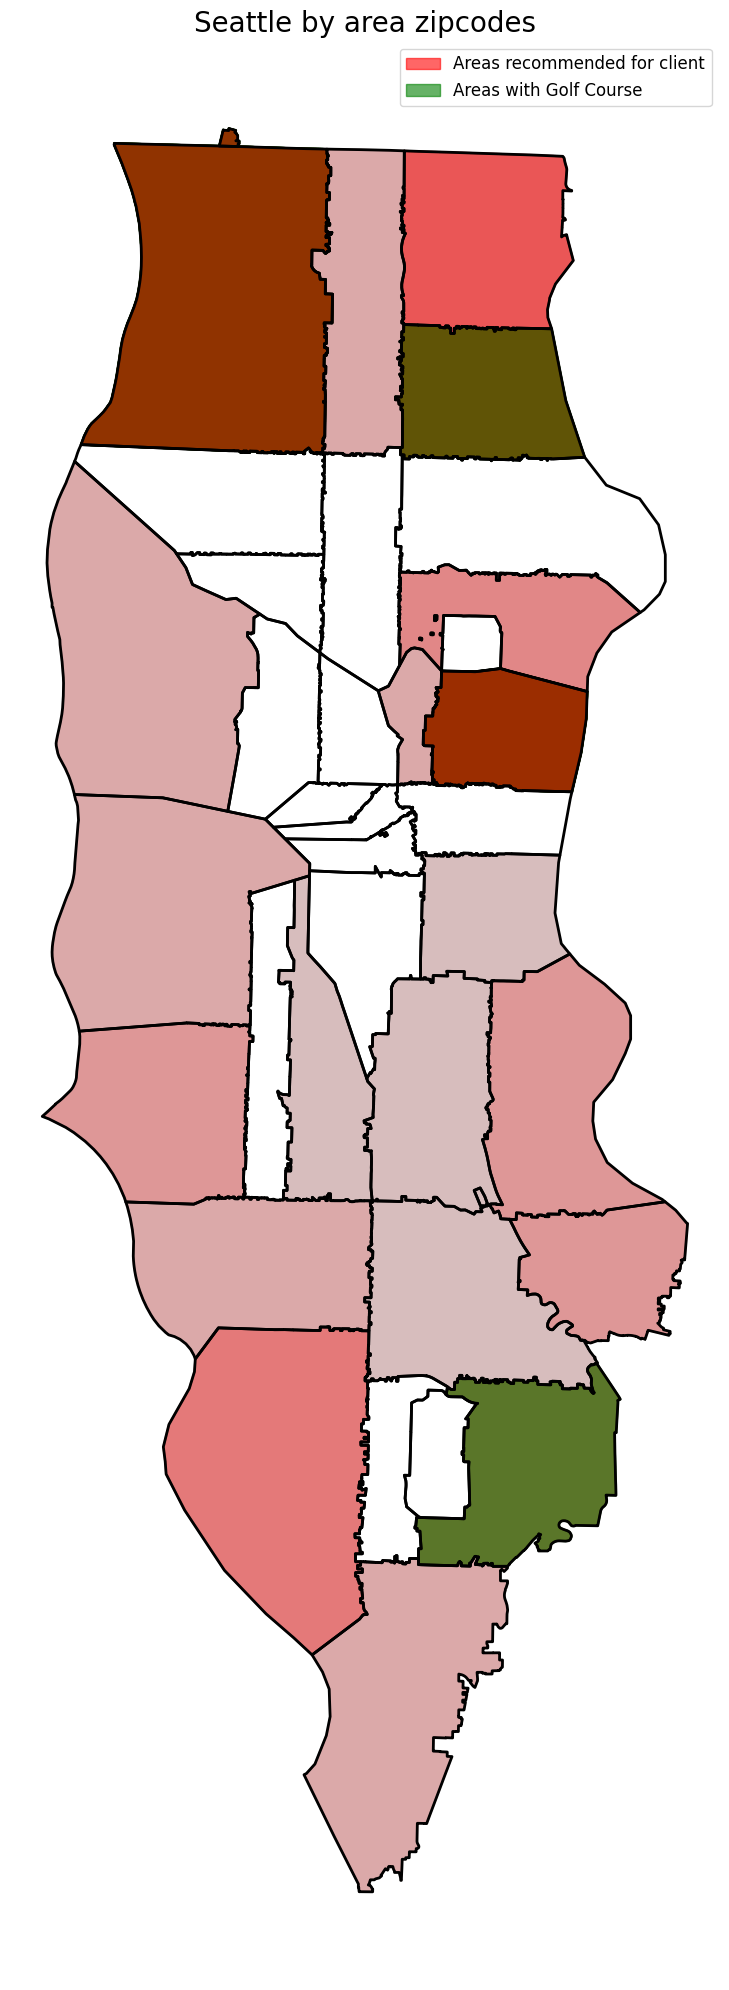 Seattle by area zipcodes
Areas recommended for client
Areas with Golf Course